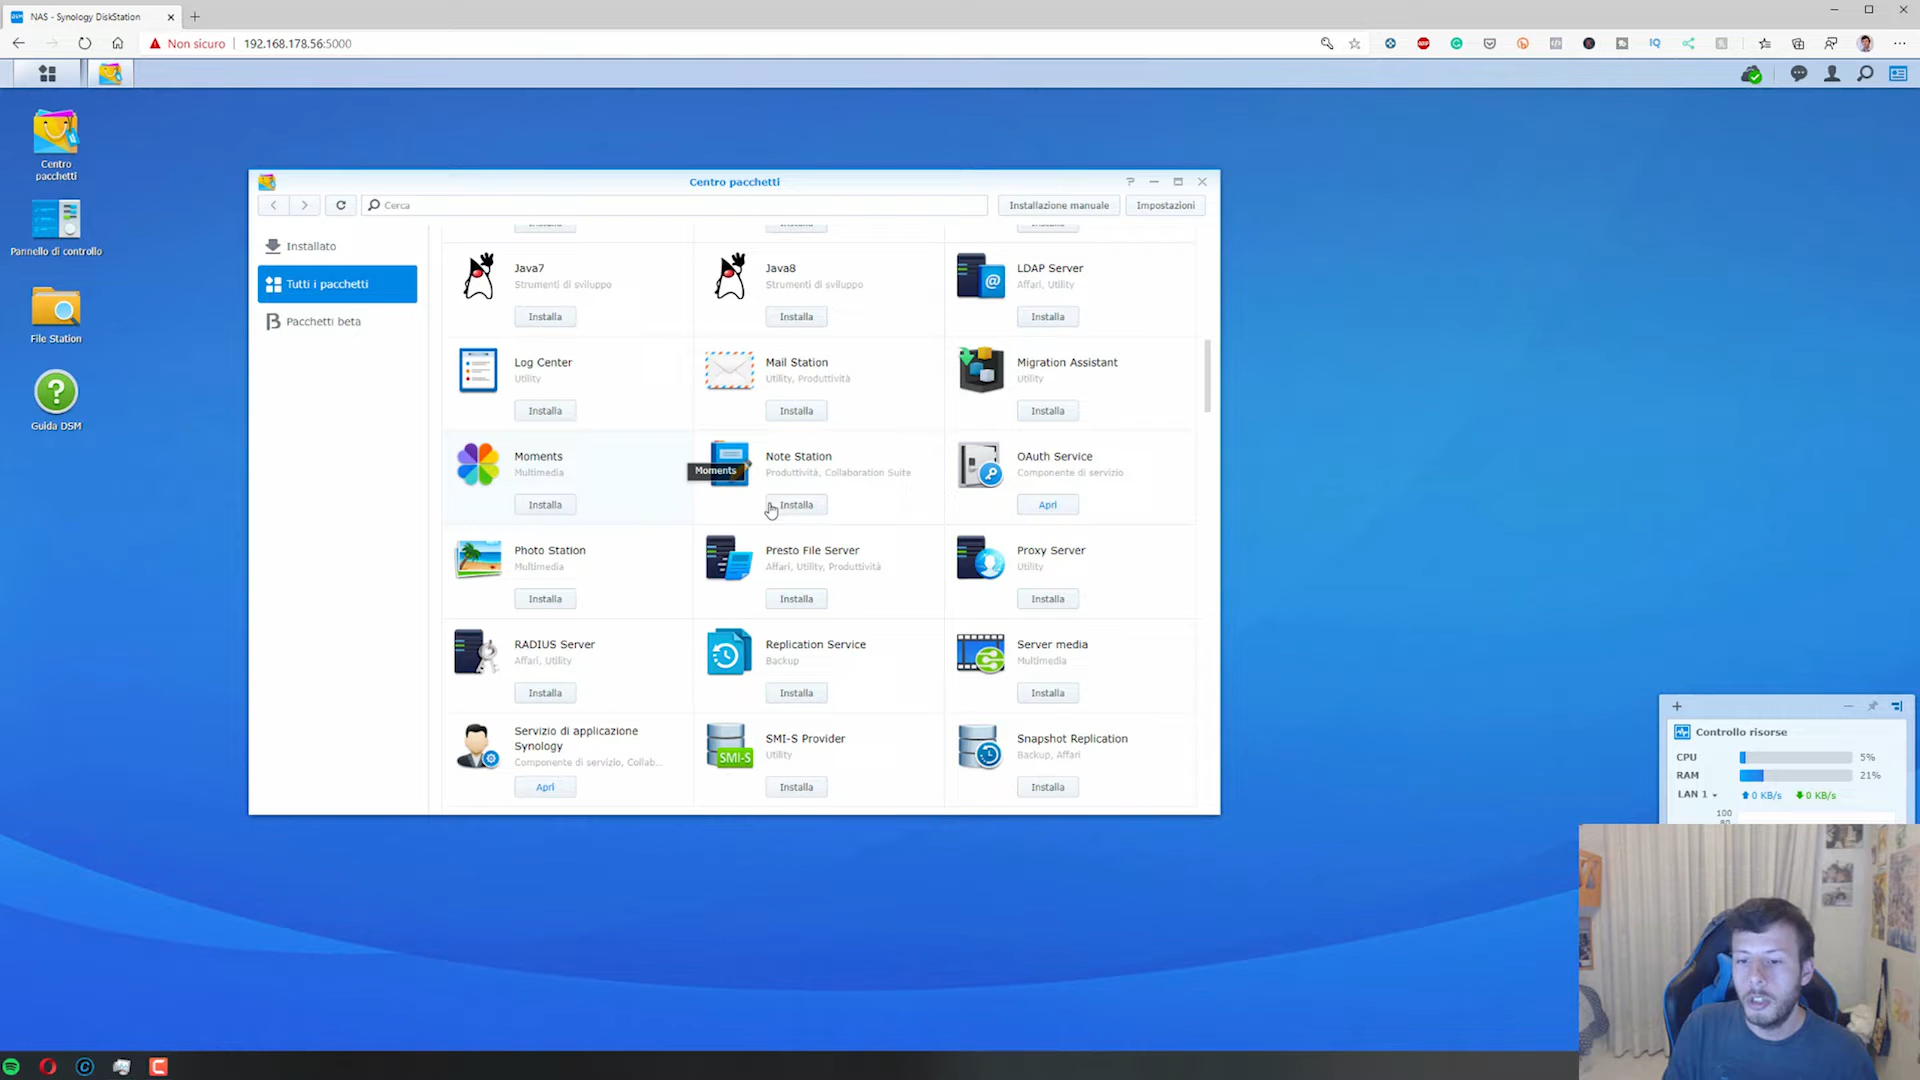 NAS - Synology DiskStation
Non sicuro
192.168.178.56:5000
Centro pacchetti
Pannello di controllo
File Station
Guida DSM
Centro pacchetti
Cerca
Installazione manuale
Impostazioni
Installato
Tutti i pacchetti
Pacchetti beta
Java7
Strumenti di sviluppo
Installa
Java8
Strumenti di sviluppo
Installa
LDAP Server
Affari, Utility
Installa
Log Center
Utility
Installa
Mail Station
Utility, Produttività
Installa
Migration Assistant
Utility
Installa
Moments
Multimedia
Installa
Moments
Note Station
Produttività, Collaboration Suite
Installa
OAuth Service
Componente di servizio
Apri
Photo Station
Multimedia
Installa
Presto File Server
Affari, Utility, Produttività
Installa
Proxy Server
Utility
Installa
RADIUS Server
Affari, Utility
Installa
Replication Service
Backup
Installa
Server media
Multimedia
Installa
Servizio di applicazione
Synology
Componente di servizio, Collab...
Apri
SMI-S
SMI-S Provider
Utility
Installa
Snapshot Replication
Backup, Affari
Installa
Controllo risorse
CPU
5%
RAM
21%
LAN 1
0 KB/s
0 KB/s
100